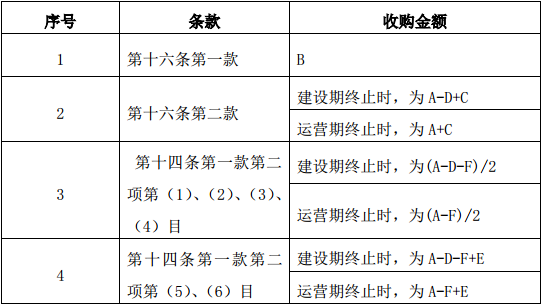 序号 条款 收购金额
1 第十六条第一款 B
2 第十六条第二款 建设期终止时，为 A-D+C
运营期终止时，为 A+C
3 第十四条第一款第二
项第（1）、（2）、（3）、
（4）目
建设期终止时，为(A-D-F)/2
运营期终止时，为(A-F)/2
4 第十四条第一款第二
项第（5）、（6）目
建设期终止时，为 A-D-F+E
运营期终止时，为 A-F+E